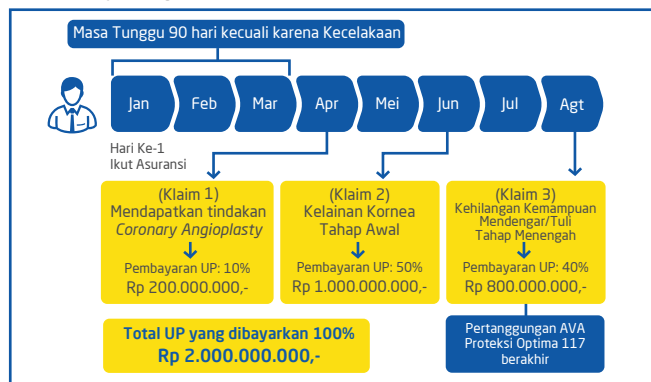 Masa Tunggu 90 hari kecuali karena Kecelakaan
Jan
Feb
Mar
Apr
Mei
Jun
Jul
Agt
Hari Ke-1
Ikut Asuransi
(Klaim 1)
Mendapatkan tindakan
Coronary Angioplasty
Pembayaran UP: 10%
Rp 200.000.000,-
(Klaim 2)
Kelainan Kornea
Tahap Awal
Pembayaran UP: 50%
Rp 1.000.000.000,-
(Klaim 3)
Kehilangan Kemampuan
Mendengar/Tuli
Tahap Menengah
Pembayaran UP: 40%
Rp 800.000.000,-
Total UP yang dibayarkan 100%
Rp 2.000.000.000,-
Pertanggungan AVA
Proteksi Optima 117
berakhir